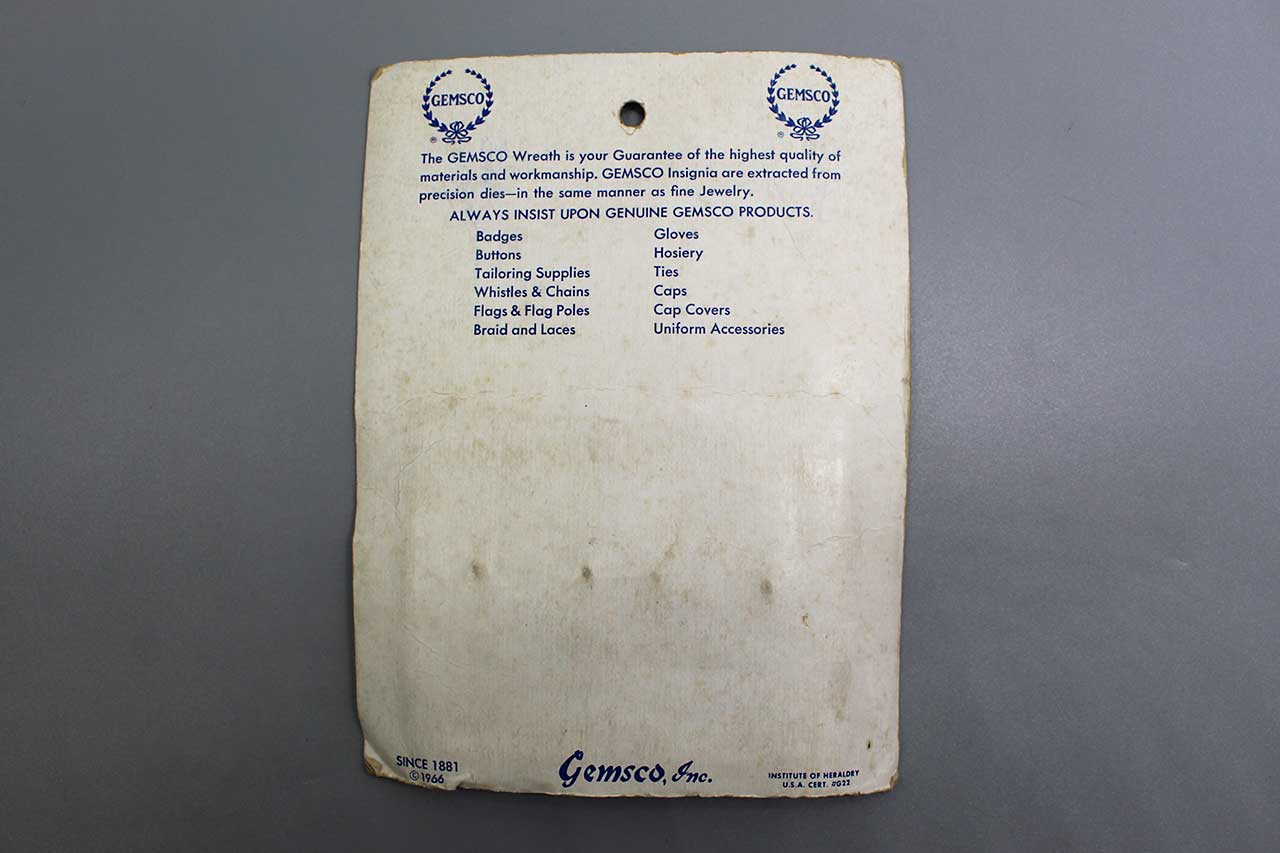 GEMSCO
GEMSCO
®
®
The GEMSCO Wreath is your Guarantee of the highest quality of
materials and workmanship. GEMSCO Insignia are extracted from
precision dies—in the same manner as fine Jewelry.
ALWAYS INSIST UPON GENUINE GEMSCO PRODUCTS.
Badges
Buttons
Tailoring Supplies
Whistles & Chains
Flags & Flag Poles
Braid and Laces
Gloves
Hosiery
Ties
Caps
Cap Covers
Uniform Accessories
SINCE 1881
© 1966
Gemsco, Inc.
INSTITUTE OF HERALDRY
U.S.A. CERT. #G22